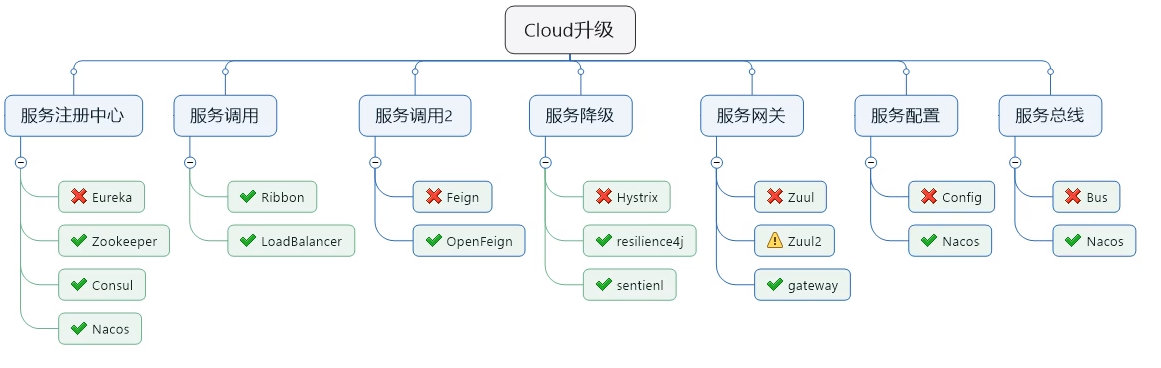 Cloud升级
服务注册中心
服务调用
服务调用2
服务降级
服务网关
服务配置
服务总线
Eureka
Zookeeper
Consul
Nacos
Ribbon
LoadBalancer
Feign
OpenFeign
Hystrix
resilience4j
sentienl
Zuul
Zuul2
gateway
Config
Nacos
Bus
Nacos